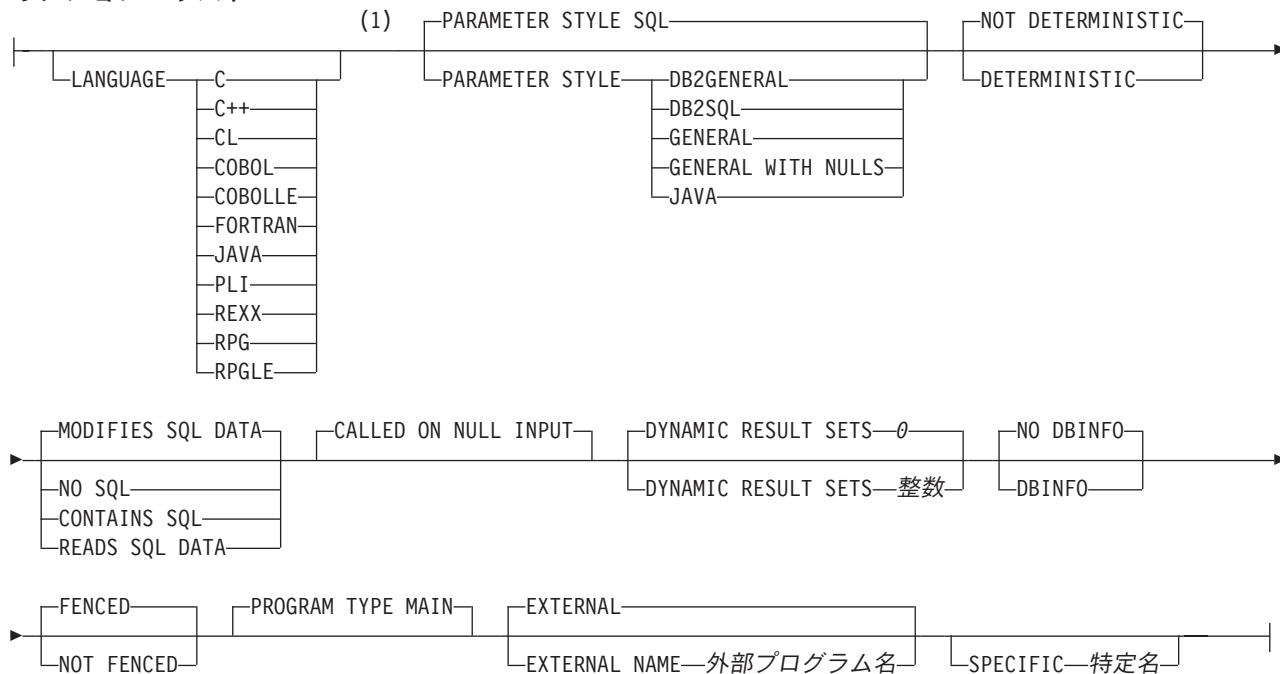 (1) PARAMETER STYLE SQL NOT DETERMINISTIC
LANGUAGE C PARAMETER STYLE DB2GENERAL DETERMINISTIC
C++ DB2SQL
CL GENERAL
COBOL GENERAL WITH NULLS
COBOLLE JAVA
FORTRAN
JAVA
PLI
REXX
RPG
RPGLE
MODIFIES SQL DATA CALLED ON NULL INPUT DYNAMIC RESULT SETS 0 NO DBINFO
NO SQL DYNAMIC RESULT SETS 整数 DBINFO
CONTAINS SQL
READS SQL DATA
FENCED PROGRAM TYPE MAIN EXTERNAL
NOT FENCED EXTERNAL NAME 外部プログラム名 SPECIFIC 特定名